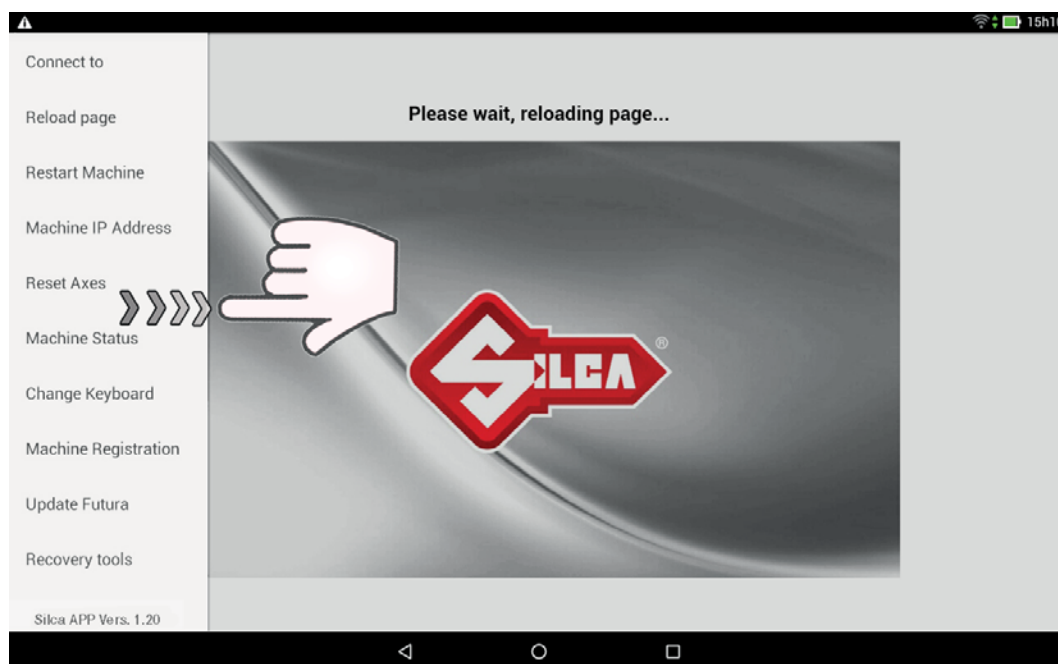 15h10
Connect to
Reload page
Restart Machine
Machine IP Address
Reset Axes
Machine Status
Change Keyboard
Machine Registration
Update Futura
Recovery tools
Silca APP Vers. 1.20
Please wait, reloading page...
SILCA
®